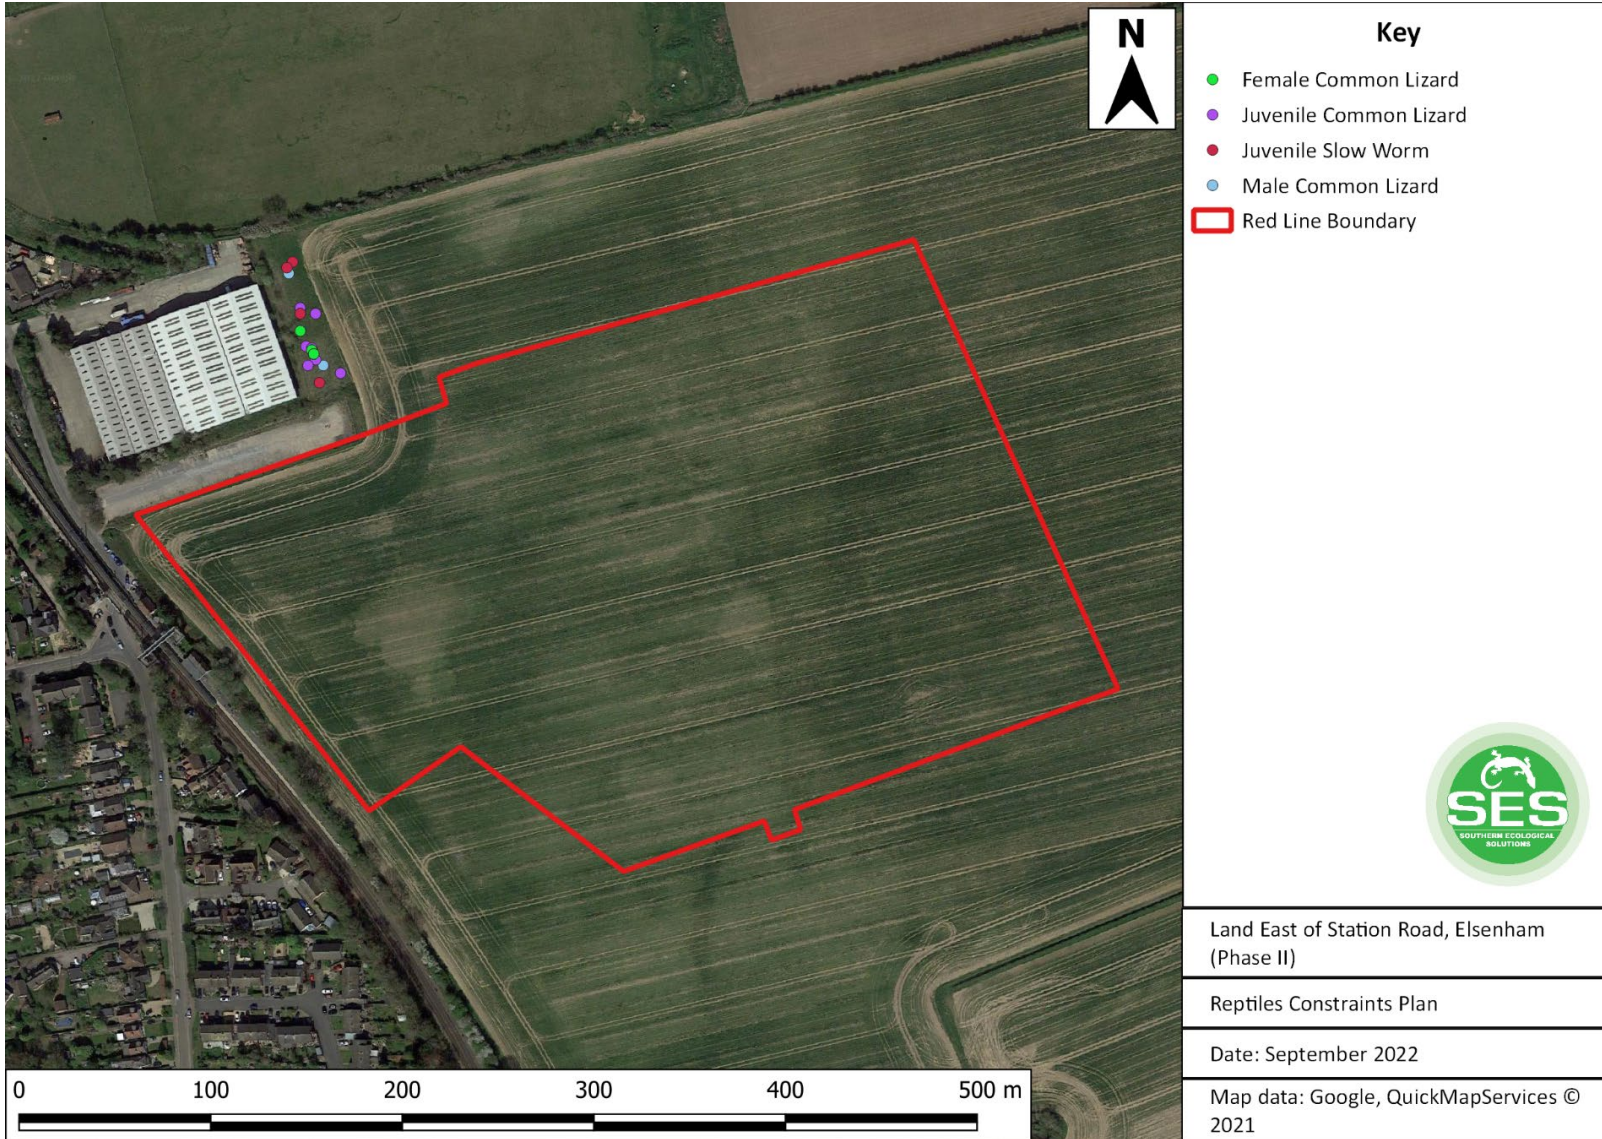 N
Key
Female Common Lizard
Juvenile Common Lizard
Juvenile Slow Worm
Male Common Lizard
Red Line Boundary
SES
SOUTHERN ECOLOGICAL
SOLUTIONS
Land East of Station Road, Elsenham
(Phase II)
Reptiles Constraints Plan
Date: September 2022
Map data: Google, QuickMapServices ©
2021
0 100 200 300 400 500 m